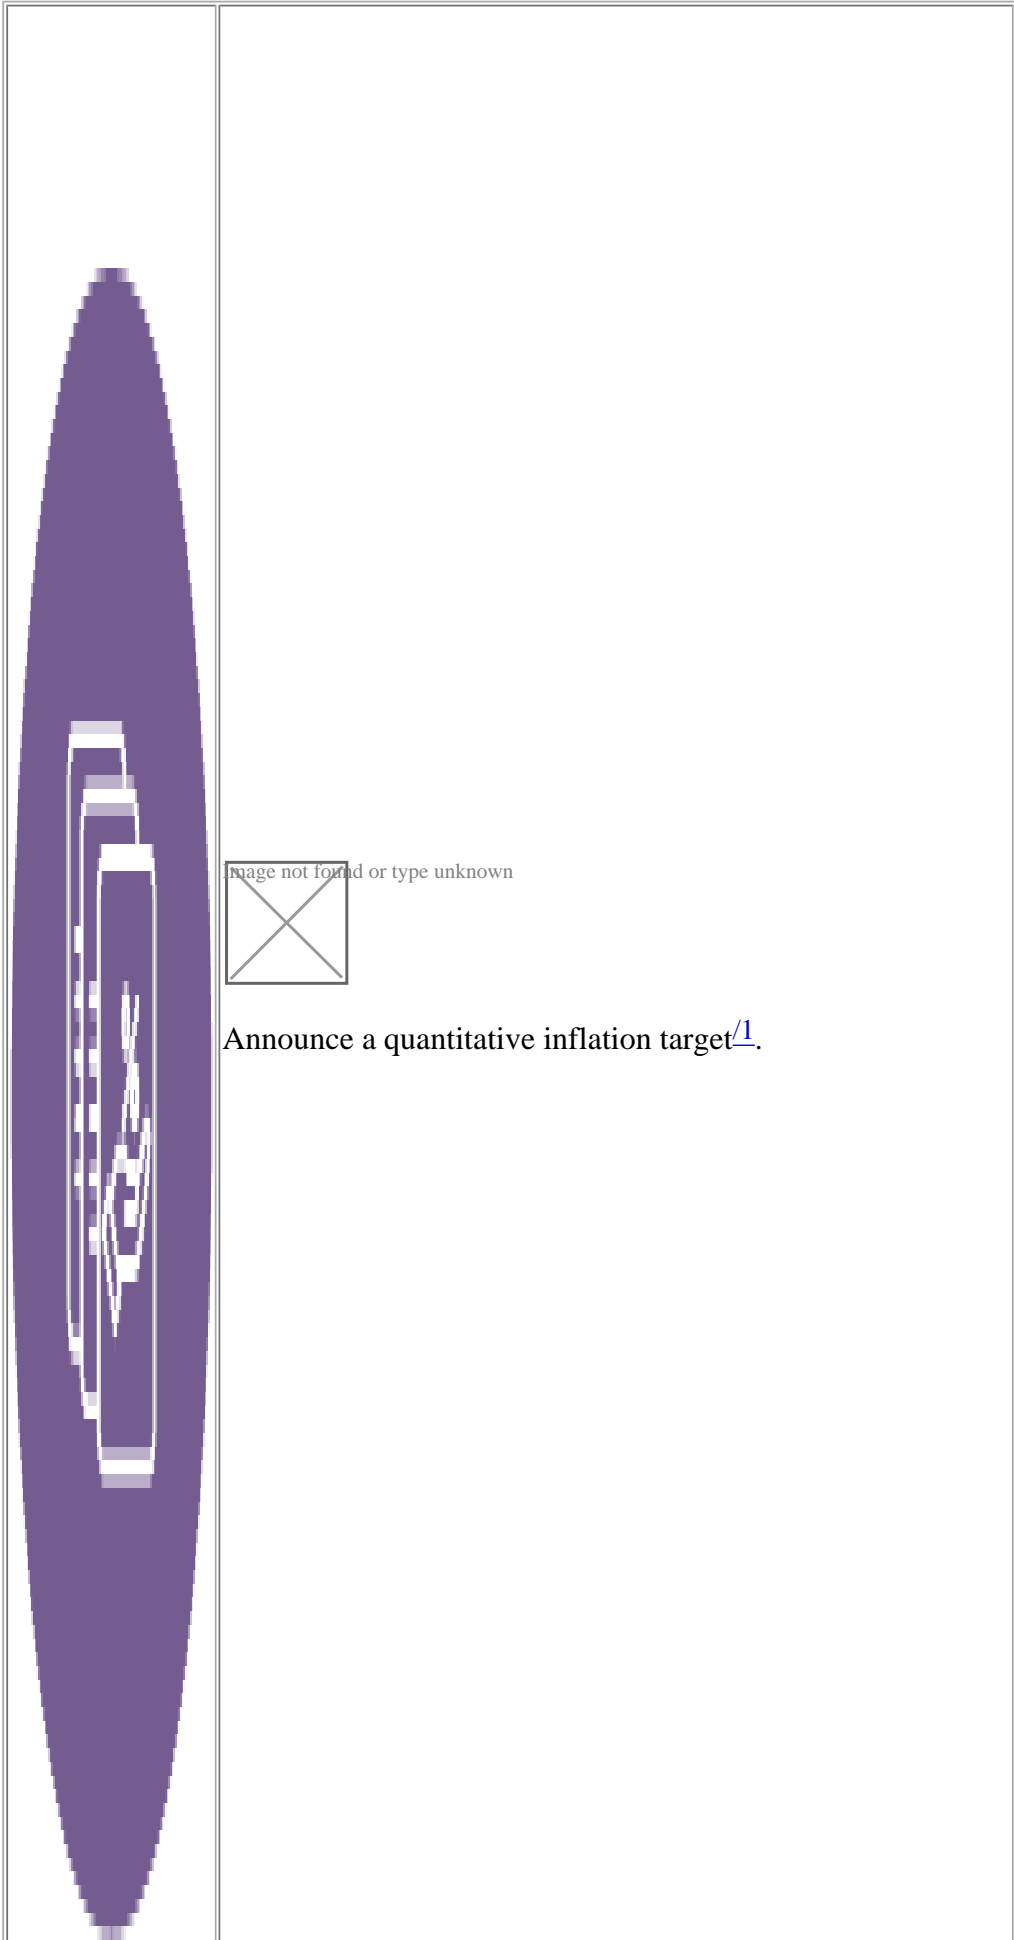 Image not found or type unknown
Announce a quantitative inflation target/1.